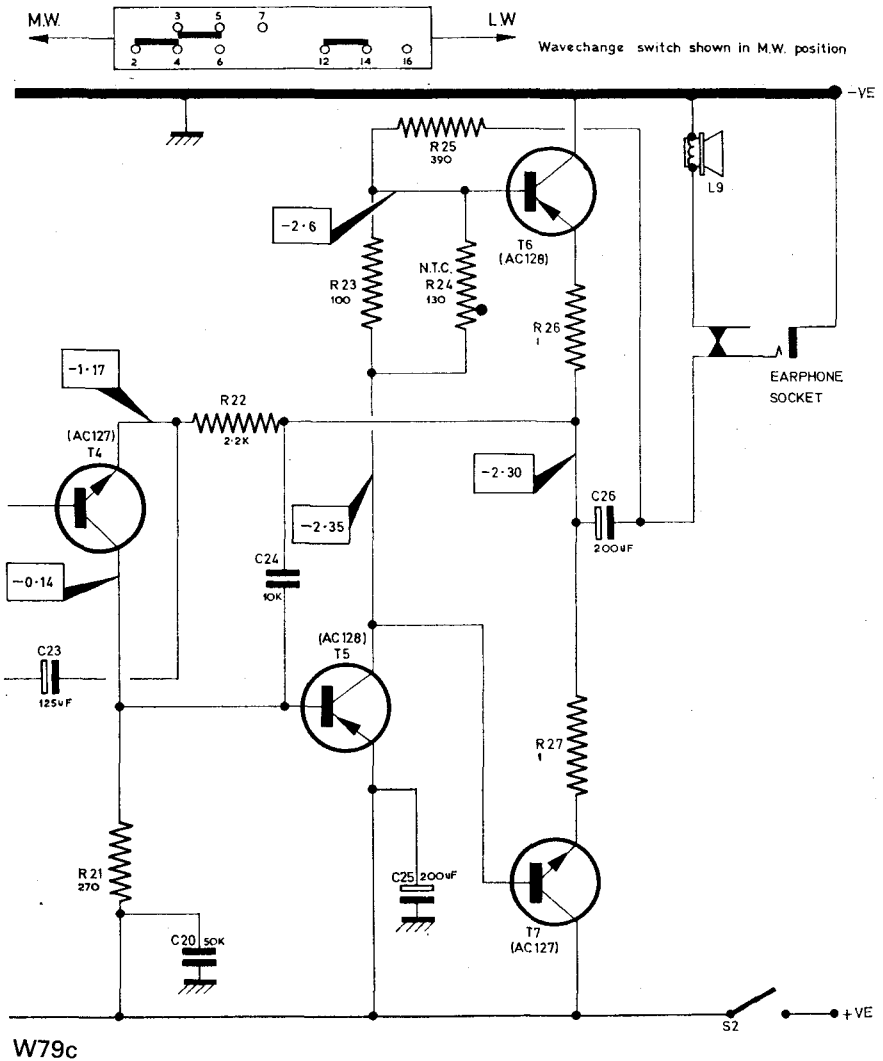 M.W.
3 5 7
2 4 6 12 14 16
L.W
Wavechange switch shown in M.W. position
-VE
R25
390
L9
-2·6
T6
(AC128)
R23
100
N.T.C.
R24
130
R26
1
EARPHONE
SOCKET
-1·17
R22
2·2K
(AC127)
T4
-2·30
C26
200uF
-2·35
-0·14
C24
10K
C23
125uF
(AC128)
T5
R27
1
R21
270
C25 200uF
C20 50K
T7
(AC127)
S2
+VE
W79c